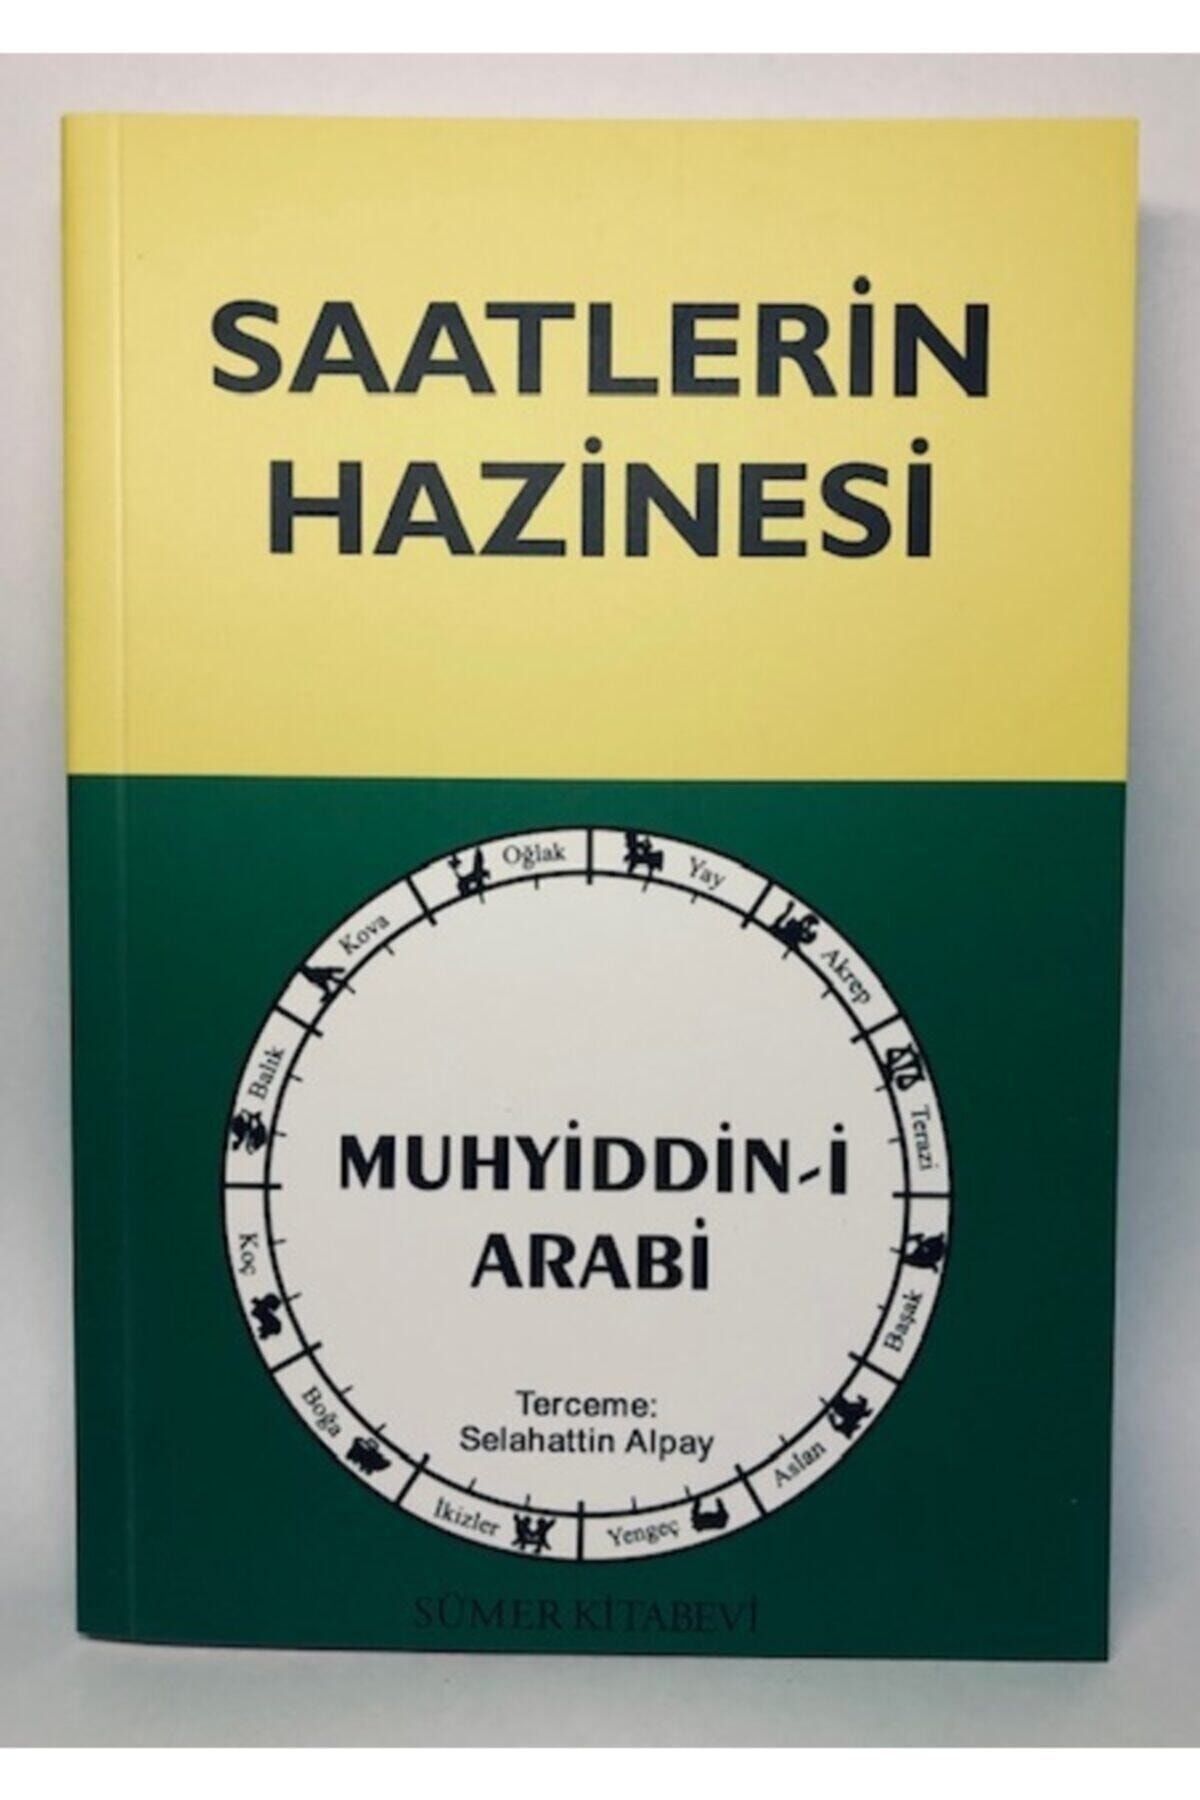 SAATLERİN
HAZİNESİ
Oğlak
Yay
Kova
Akrep
Balık
Terazi
MUHYİDDİN-İ
ARABİ
Koç
Başak
Boğa
Terceme:
Selahattin Alpay
Aslan
İkizler
Yengeç
SÜMER KİTABEVİ